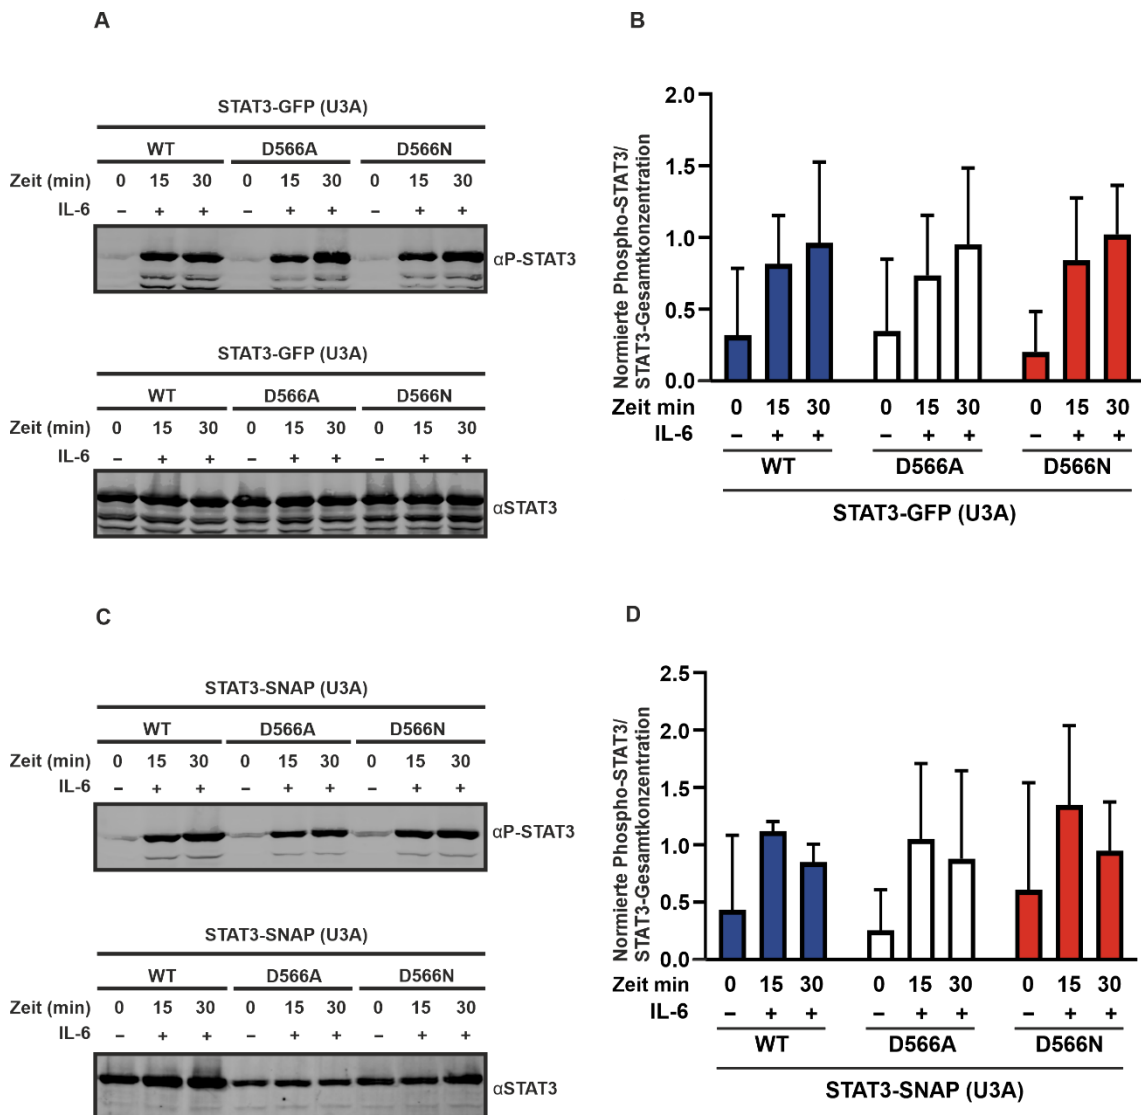 A
STAT3-GFP (U3A)
WT D566A D566N
Zeit (min) 0 15 30 0 15 30 0 15 30
IL-6 – + + – + + – + +
αP-STAT3
STAT3-GFP (U3A)
WT D566A D566N
Zeit (min) 0 15 30 0 15 30 0 15 30
IL-6 – + + – + + – + +
αSTAT3
B
Normierte Phospho-STAT3/
STAT3-Gesamtkonzentration
2.0
1.5
1.0
0.5
0.0
Zeit min 0 15 30 0 15 30 0 15 30
IL-6 – + + – + + – + +
WT D566A D566N
STAT3-GFP (U3A)
C
STAT3-SNAP (U3A)
WT D566A D566N
Zeit (min) 0 15 30 0 15 30 0 15 30
IL-6 – + + – + + – + +
αP-STAT3
STAT3-SNAP (U3A)
WT D566A D566N
Zeit (min) 0 15 30 0 15 30 0 15 30
IL-6 – + + – + + – + +
αSTAT3
D
Normierte Phospho-STAT3/
STAT3-Gesamtkonzentration
2.5
2.0
1.5
1.0
0.5
0.0
Zeit min 0 15 30 0 15 30 0 15 30
IL-6 – + + – + + – + +
WT D566A D566N
STAT3-SNAP (U3A)